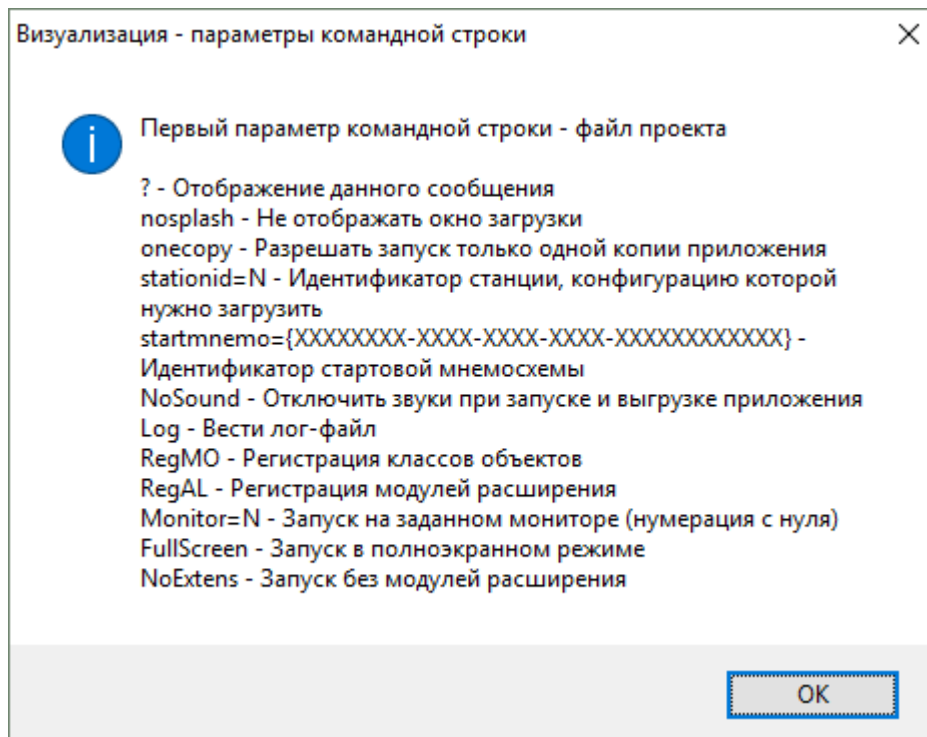 Визуализация - параметры командной строки
Первый параметр командной строки - файл проекта
? - Отображение данного сообщения
nosplash - Не отображать окно загрузки
onecopy - Разрешать запуск только одной копии приложения
stationid=N - Идентификатор станции, конфигурацию которой
нужно загрузить
startmnemo={XXXXXXXX-XXXX-XXXX-XXXX-XXXXXXXXXXXX} -
Идентификатор стартовой мнемосхемы
NoSound - Отключить звуки при запуске и выгрузке приложения
Log - Вести лог-файл
RegMO - Регистрация классов объектов
RegAL - Регистрация модулей расширения
Monitor=N - Запуск на заданном мониторе (нумерация с нуля)
FullScreen - Запуск в полноэкранном режиме
NoExtens - Запуск без модулей расширения
OK